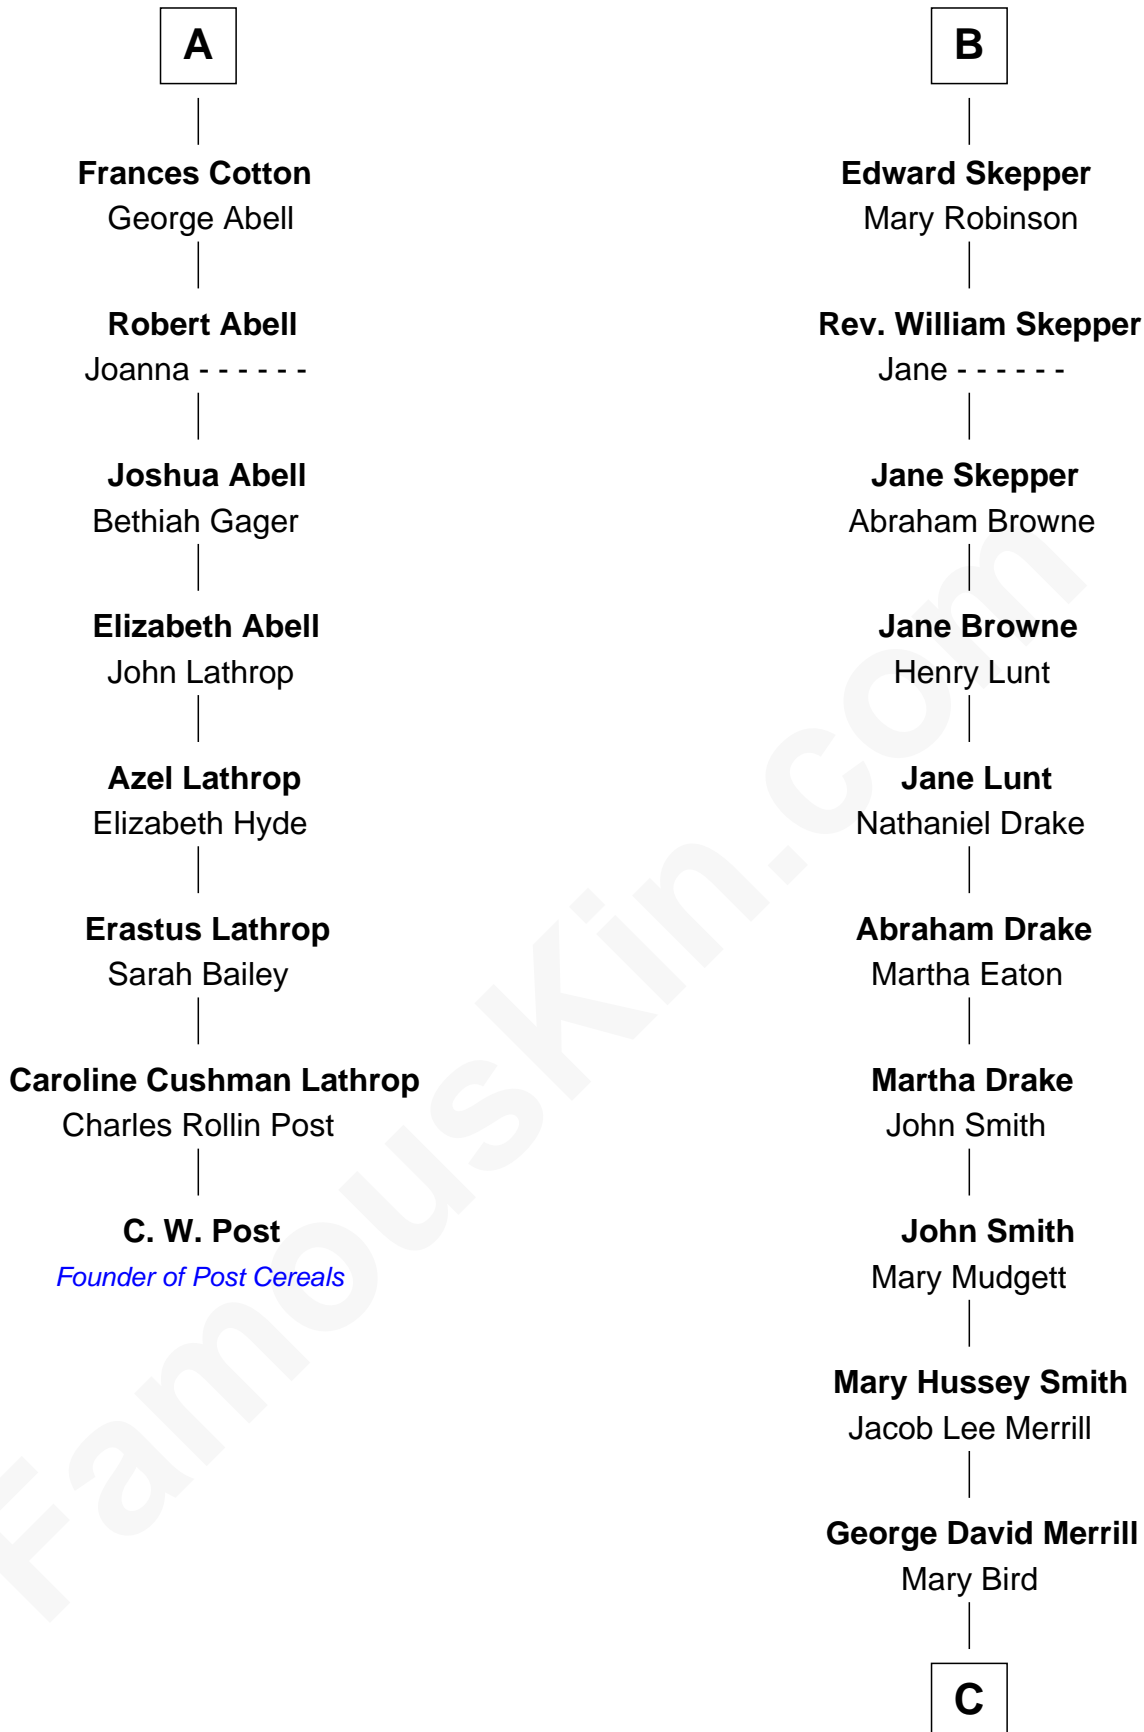 A
Frances Cotton
George Abell
Robert Abell
Joanna - - - - - -
Joshua Abell
Bethiah Gager
Elizabeth Abell
John Lathrop
Azel Lathrop
Elizabeth Hyde
Erastus Lathrop
Sarah Bailey
Caroline Cushman Lathrop
Charles Rollin Post
C. W. Post
Founder of Post Cereals
B
Edward Skepper
Mary Robinson
Rev. William Skepper
Jane - - - - - -
Jane Skepper
Abraham Browne
Jane Browne
Henry Lunt
Jane Lunt
Nathaniel Drake
Abraham Drake
Martha Eaton
Martha Drake
John Smith
John Smith
Mary Mudgett
Mary Hussey Smith
Jacob Lee Merrill
George David Merrill
Mary Bird
C
FamousKin.com